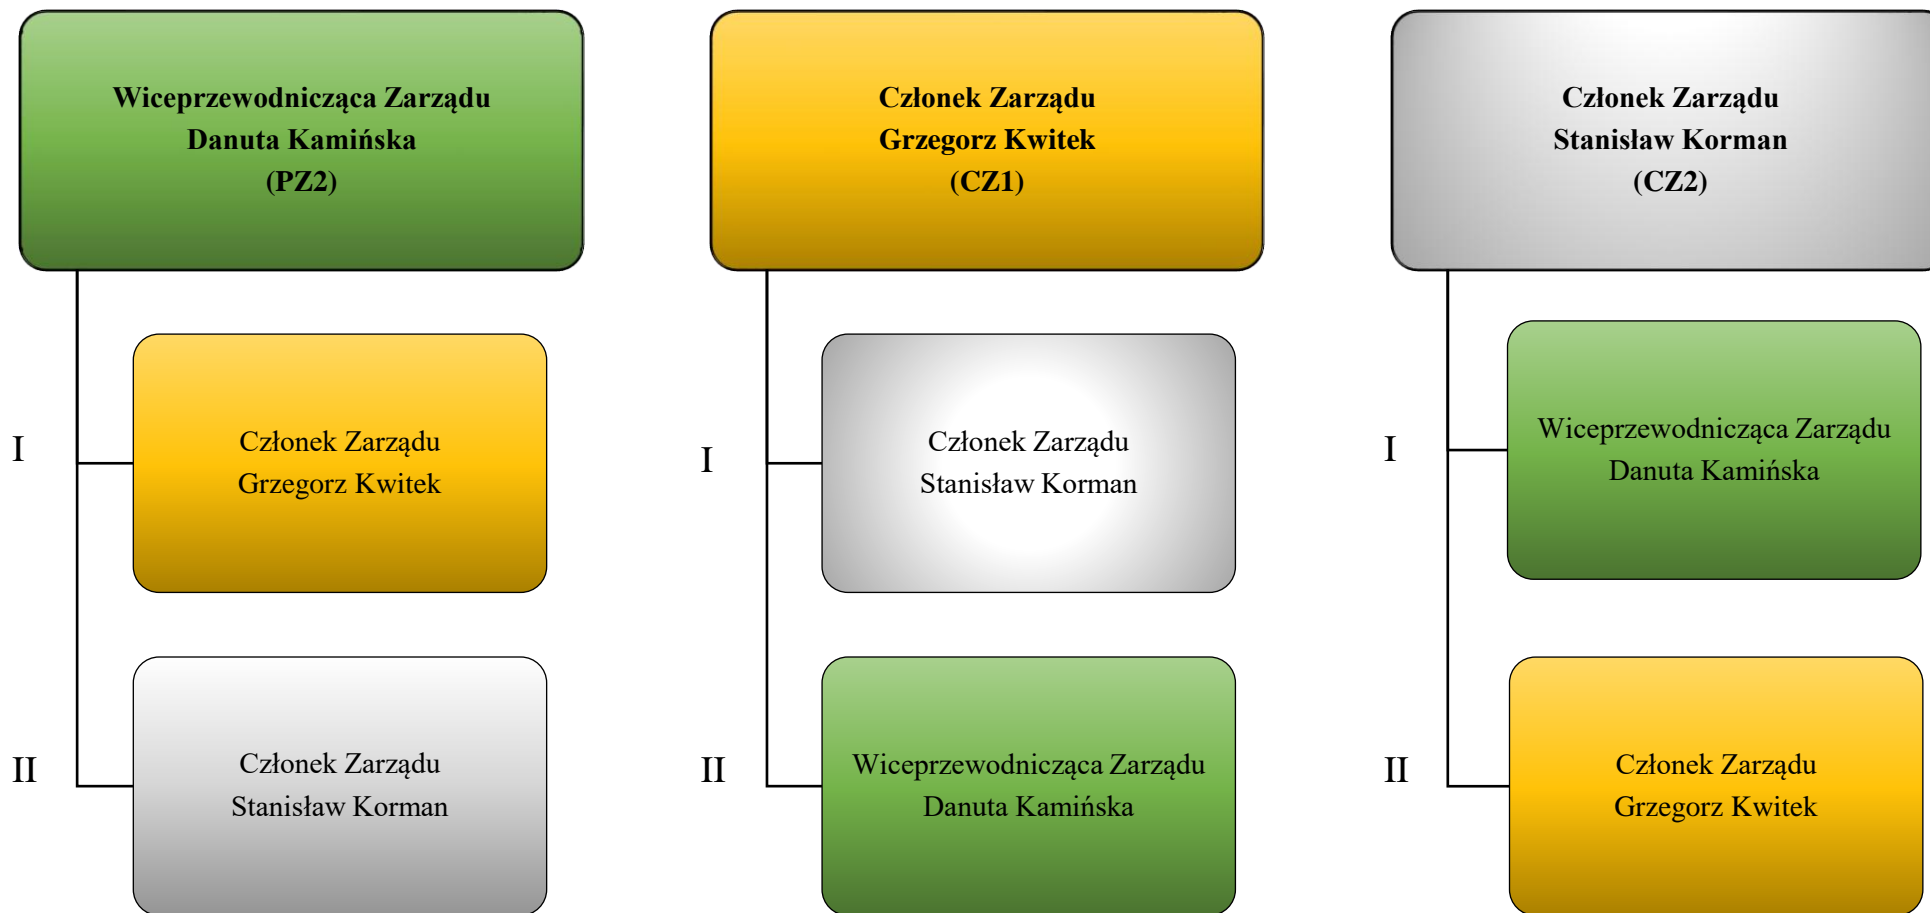 Wiceprzewodnicząca Zarządu
Danuta Kamińska
(PZ2)
I
Członek Zarządu
Grzegorz Kwitek
II
Członek Zarządu
Stanisław Korman
Członek Zarządu
Grzegorz Kwitek
(CZ1)
I
Członek Zarządu
Stanisław Korman
II
Wiceprzewodnicząca Zarządu
Danuta Kamińska
Członek Zarządu
Stanisław Korman
(CZ2)
I
Wiceprzewodnicząca Zarządu
Danuta Kamińska
II
Członek Zarządu
Grzegorz Kwitek